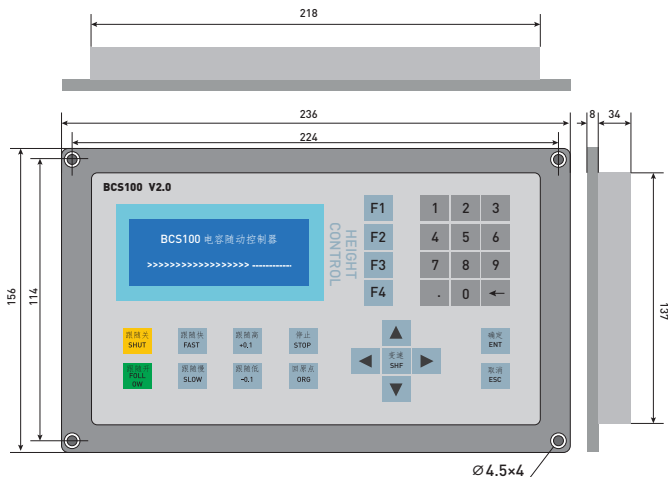 218
236
8
34
224
BCS100 V2.0
BCS100 电容随动控制器
>>>>>>>>>>>>>>>>>> -----------
HEIGHT
CONTROL
F1
F2
F3
F4
1 2 3
4 5 6
7 8 9
. 0 ←
156
114
137
跟随关
SHUT
跟随快
FAST
跟随高
+0.1
停止
STOP
跟随开
FOLL
OW
跟随慢
SLOW
跟随低
-0.1
回原点
ORG
▲
◀
变速
SHF
▶
▼
确定
ENT
取消
ESC
∅4.5×4